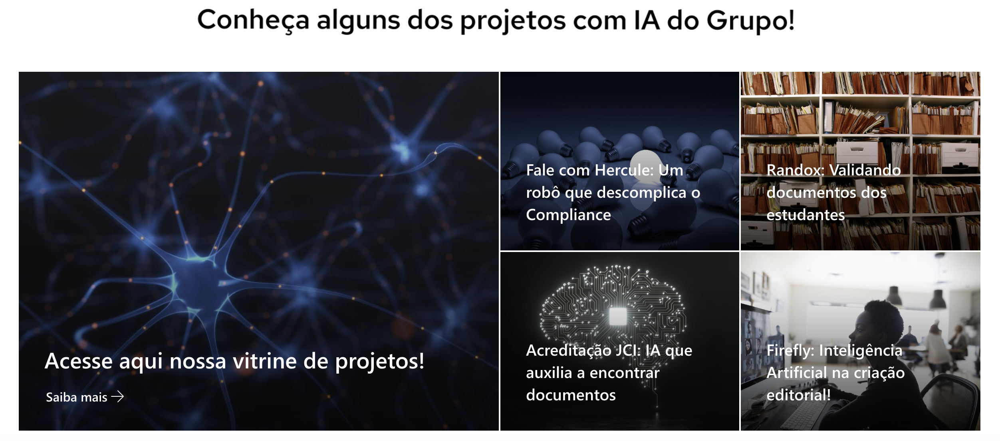 Conheça alguns dos projetos com IA do Grupo!
Acesse aqui nossa vitrine de projetos!
Saiba mais
Fale com Hercule: Um
robô que descomplica o
Compliance
Randox: Validando
documentos dos
estudantes
Acreditação JCI: IA que
auxilia a encontrar
documentos
Firefly: Inteligência
Artificial na criação
editorial!